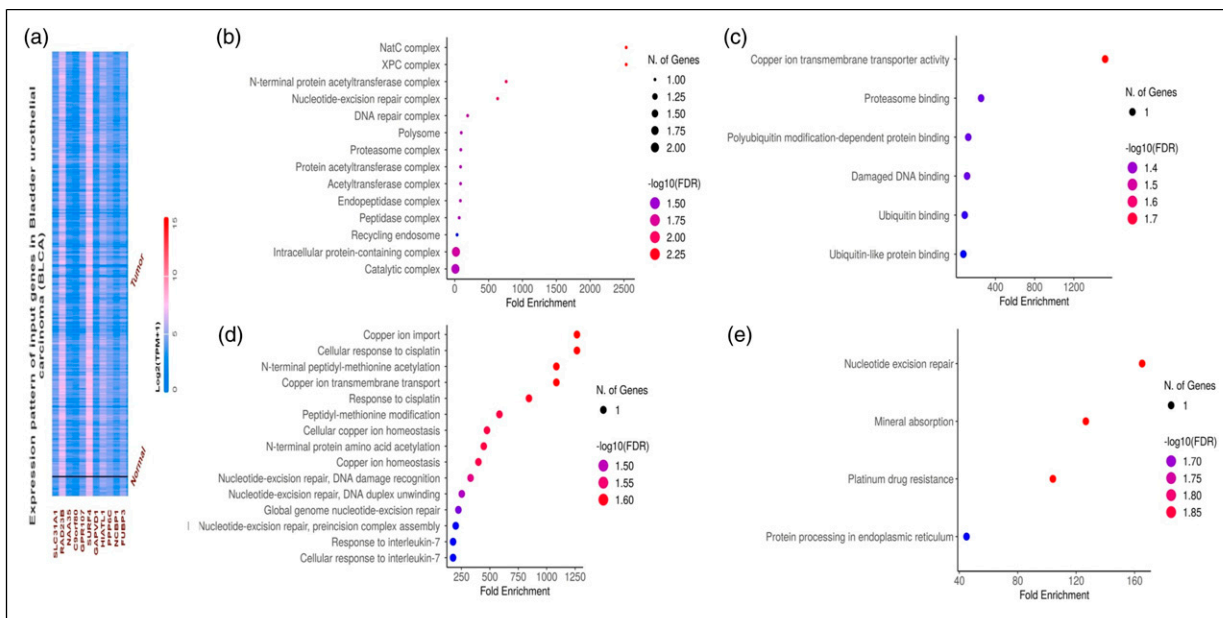 (a)
Expression pattern of input genes in Bladder urothelial
carcinoma (BLCA)
Tumor
Normal
Log2(TPM+1)
0
5
10
15
SLC31A1
RAD23B
NAA35
C9orf80
GPR107
SURF4
GAPVD1
HIATL1
PPP6C
NCBP1
FUBP3
(b)
NatC complex
XPC complex
N-terminal protein acetyltransferase complex
Nucleotide-excision repair complex
DNA repair complex
Polysome
Proteasome complex
Protein acetyltransferase complex
Acetyltransferase complex
Endopeptidase complex
Peptidase complex
Recycling endosome
Intracellular protein-containing complex
Catalytic complex
0
500
1000
1500
2000
2500
Fold Enrichment
N. of Genes
1.00
1.25
1.50
1.75
2.00
-log10(FDR)
1.50
1.75
2.00
2.25
(c)
Copper ion transmembrane transporter activity
Proteasome binding
Polyubiquitin modification-dependent protein binding
Damaged DNA binding
Ubiquitin binding
Ubiquitin-like protein binding
400
800
1200
Fold Enrichment
N. of Genes
1
-log10(FDR)
1.4
1.5
1.6
1.7
(d)
Copper ion import
Cellular response to cisplatin
N-terminal peptidyl-methionine acetylation
Copper ion transmembrane transport
Response to cisplatin
Peptidyl-methionine modification
Cellular copper ion homeostasis
N-terminal protein amino acid acetylation
Copper ion homeostasis
Nucleotide-excision repair, DNA damage recognition
Nucleotide-excision repair, DNA duplex unwinding
Global genome nucleotide-excision repair
Nucleotide-excision repair, preincision complex assembly
Response to interleukin-7
Cellular response to interleukin-7
250
500
750
1000
1250
Fold Enrichment
N. of Genes
1
-log10(FDR)
1.50
1.55
1.60
(e)
Nucleotide excision repair
Mineral absorption
Platinum drug resistance
Protein processing in endoplasmic reticulum
40
80
120
160
Fold Enrichment
N. of Genes
1
-log10(FDR)
1.70
1.75
1.80
1.85